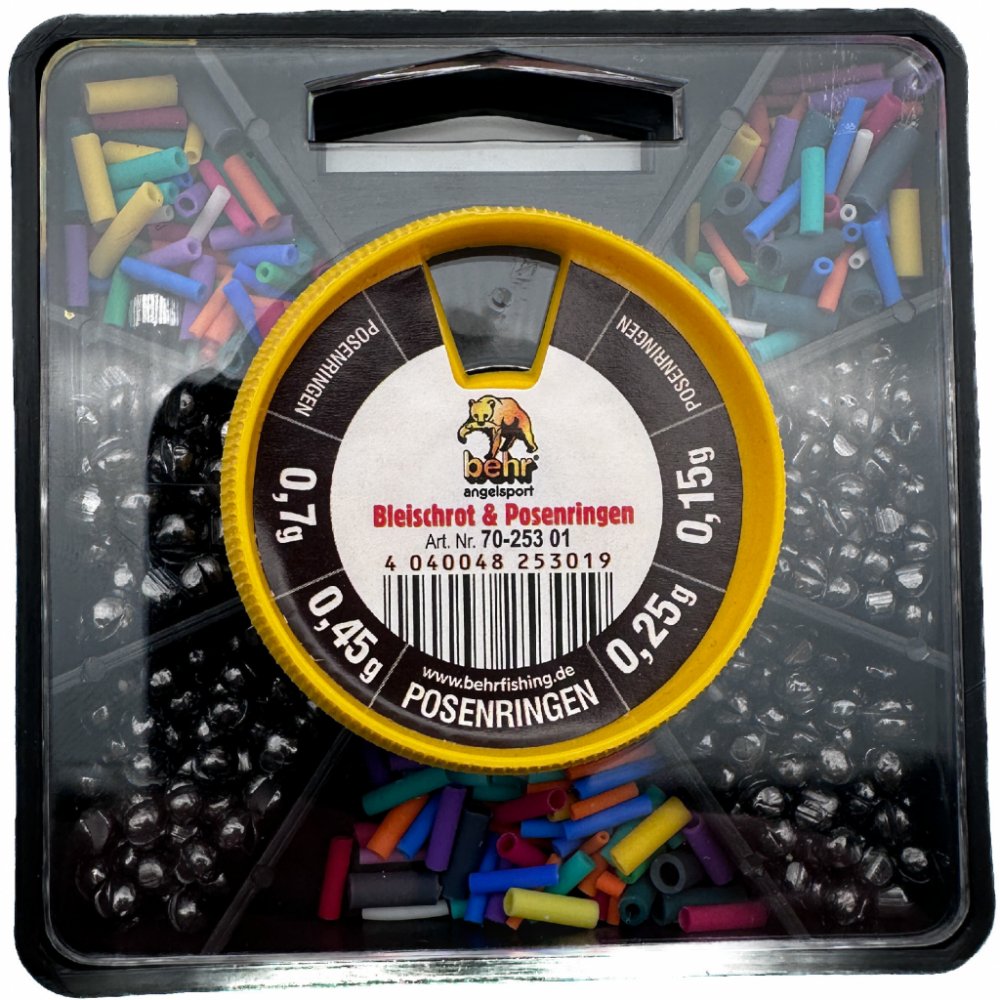 POSENRINGEN
POSENRINGEN
behr®
angelsport
Bleischrot & Posenringen
Art. Nr. 70-253 01
4 040048 253019
0,7g
0,15g
0,45g
0,25g
www.behrfishing.de
POSENRINGEN